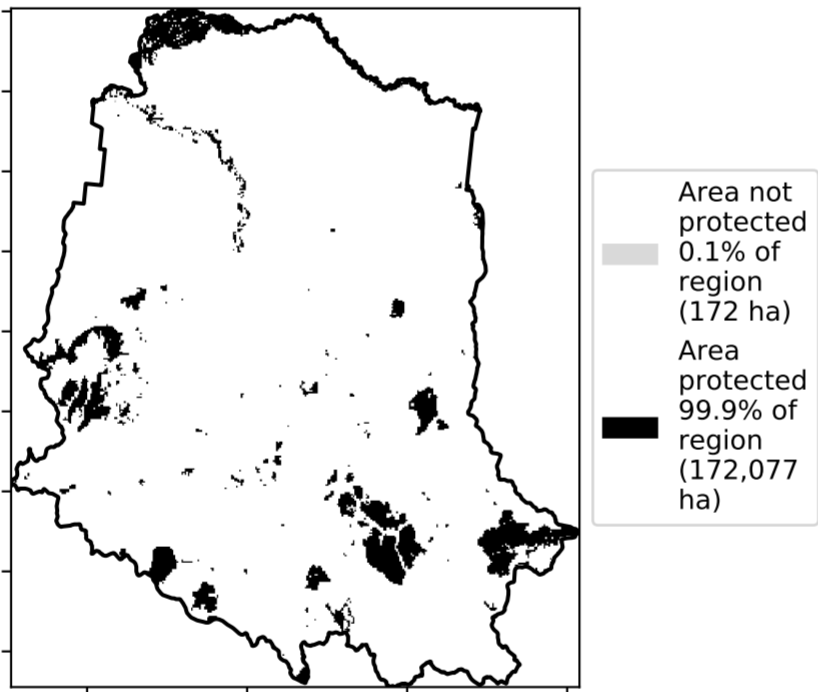 Area not
protected
0.1% of
region
(172 ha)
Area
protected
99.9% of
region
(172,077
ha)